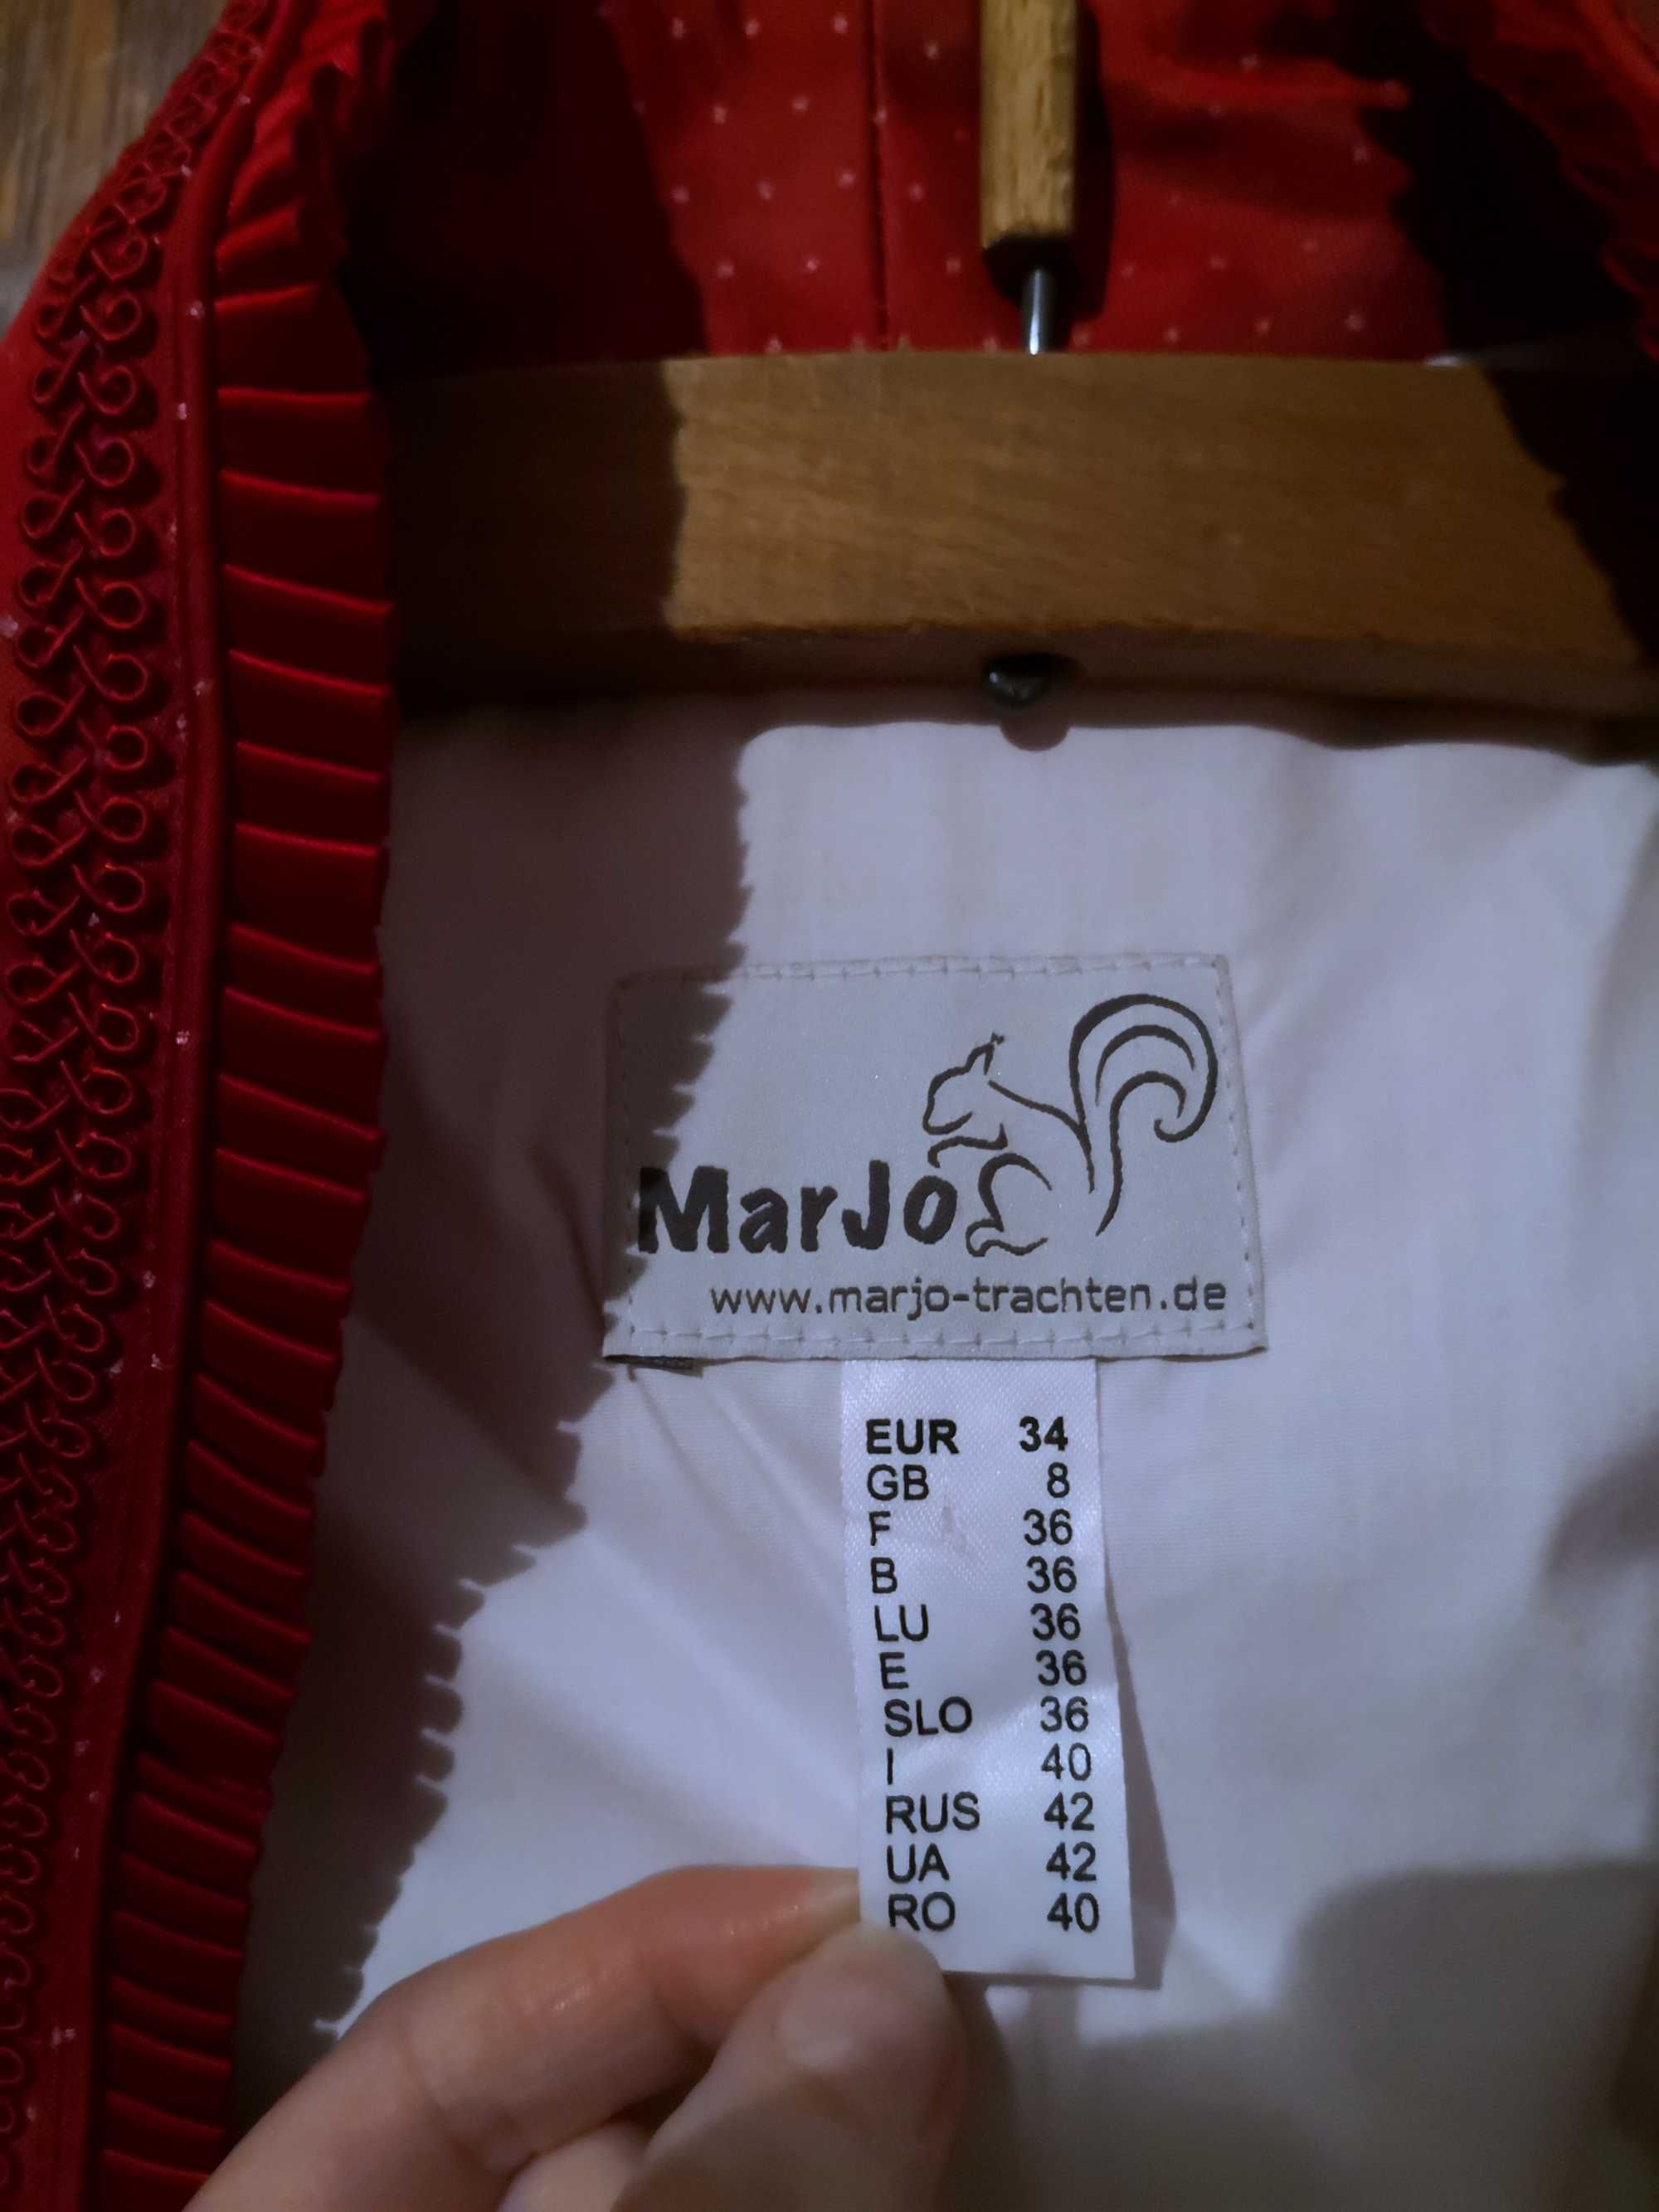 MarJo
www.marjo-trachten.de
EUR 34
GB 8
F 36
B 36
LU 36
E 36
SLO 36
I 40
RUS 42
UA 42
RO 40